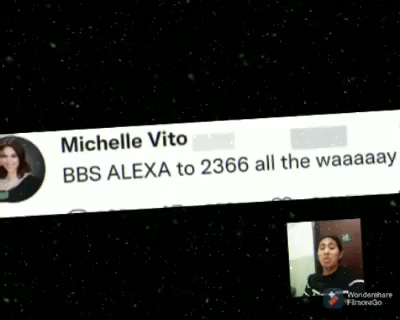 Michelle Vito
BBS ALEXA to 2366 all the waaaaay
Wondershare
FilmoraGo